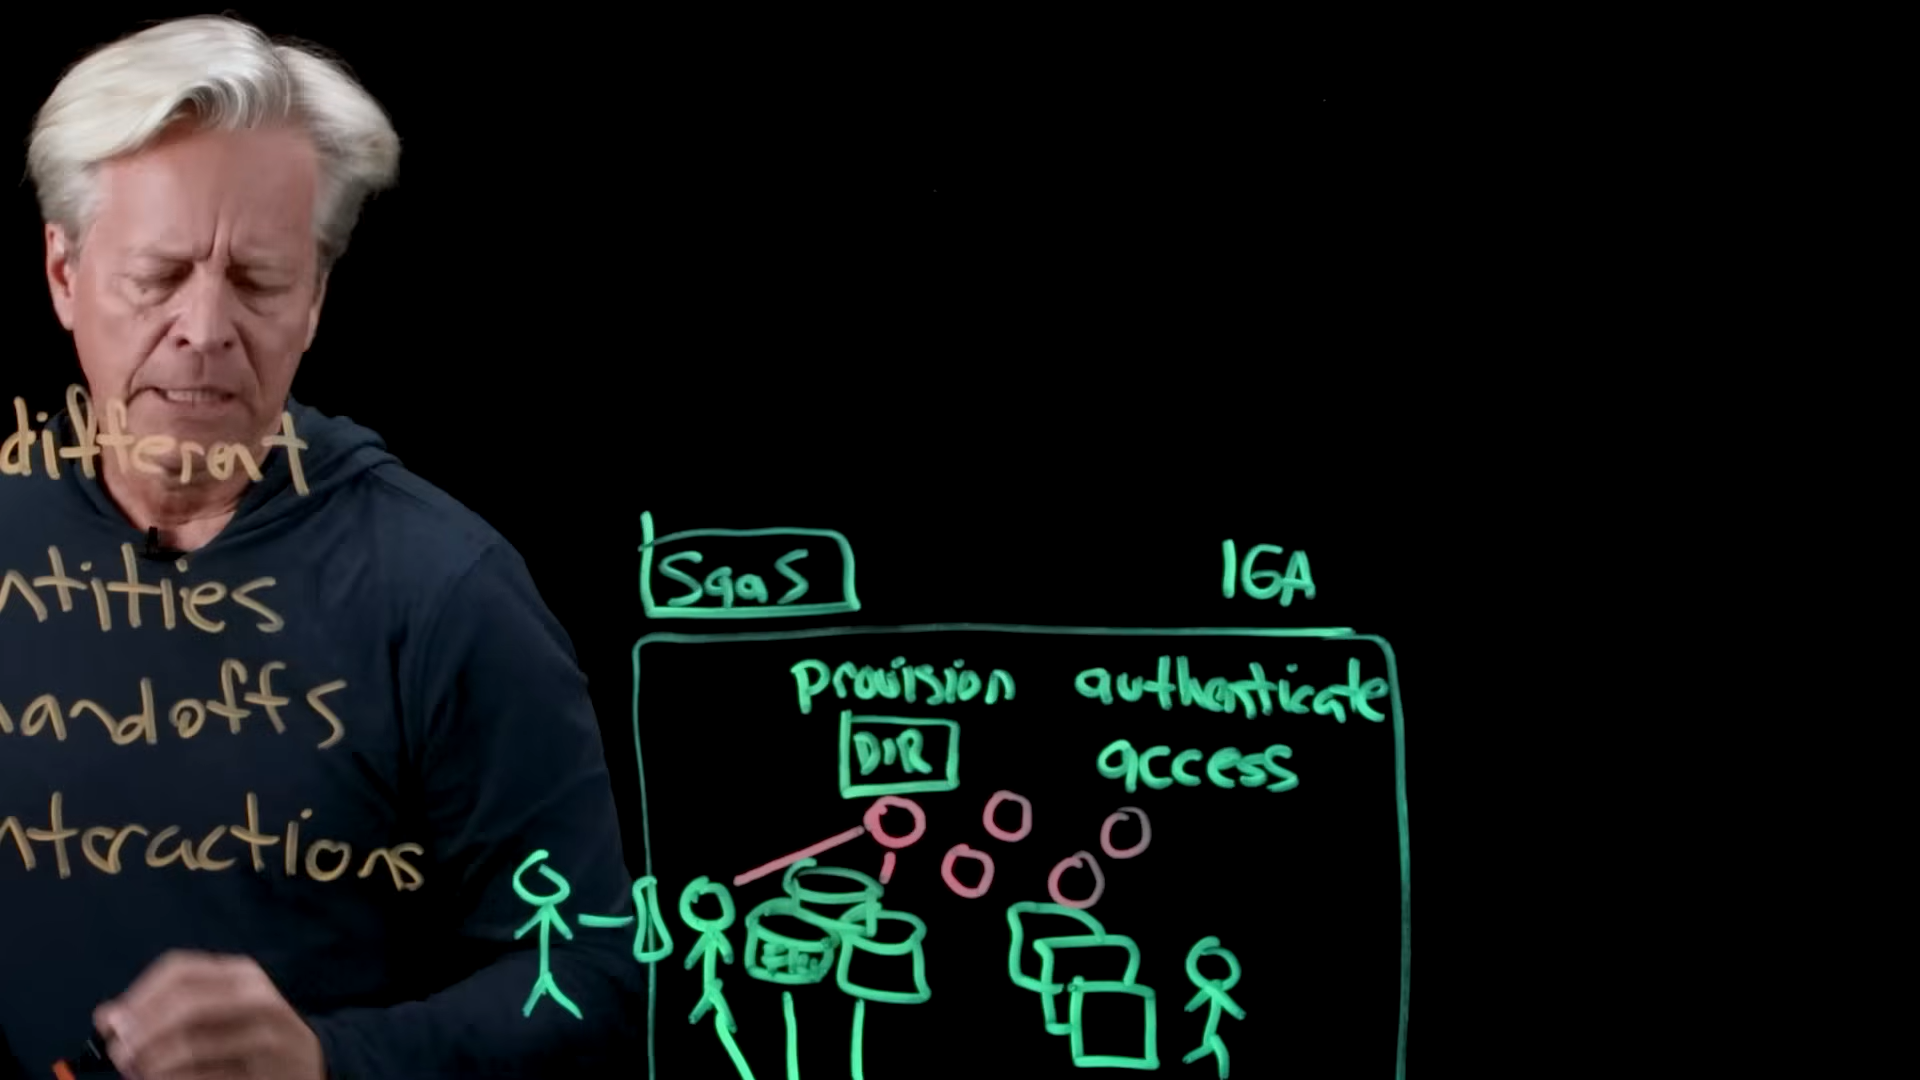 different
ntities
andoffs
nteractions
SaaS
IGA
provision authenticate
DIR
access